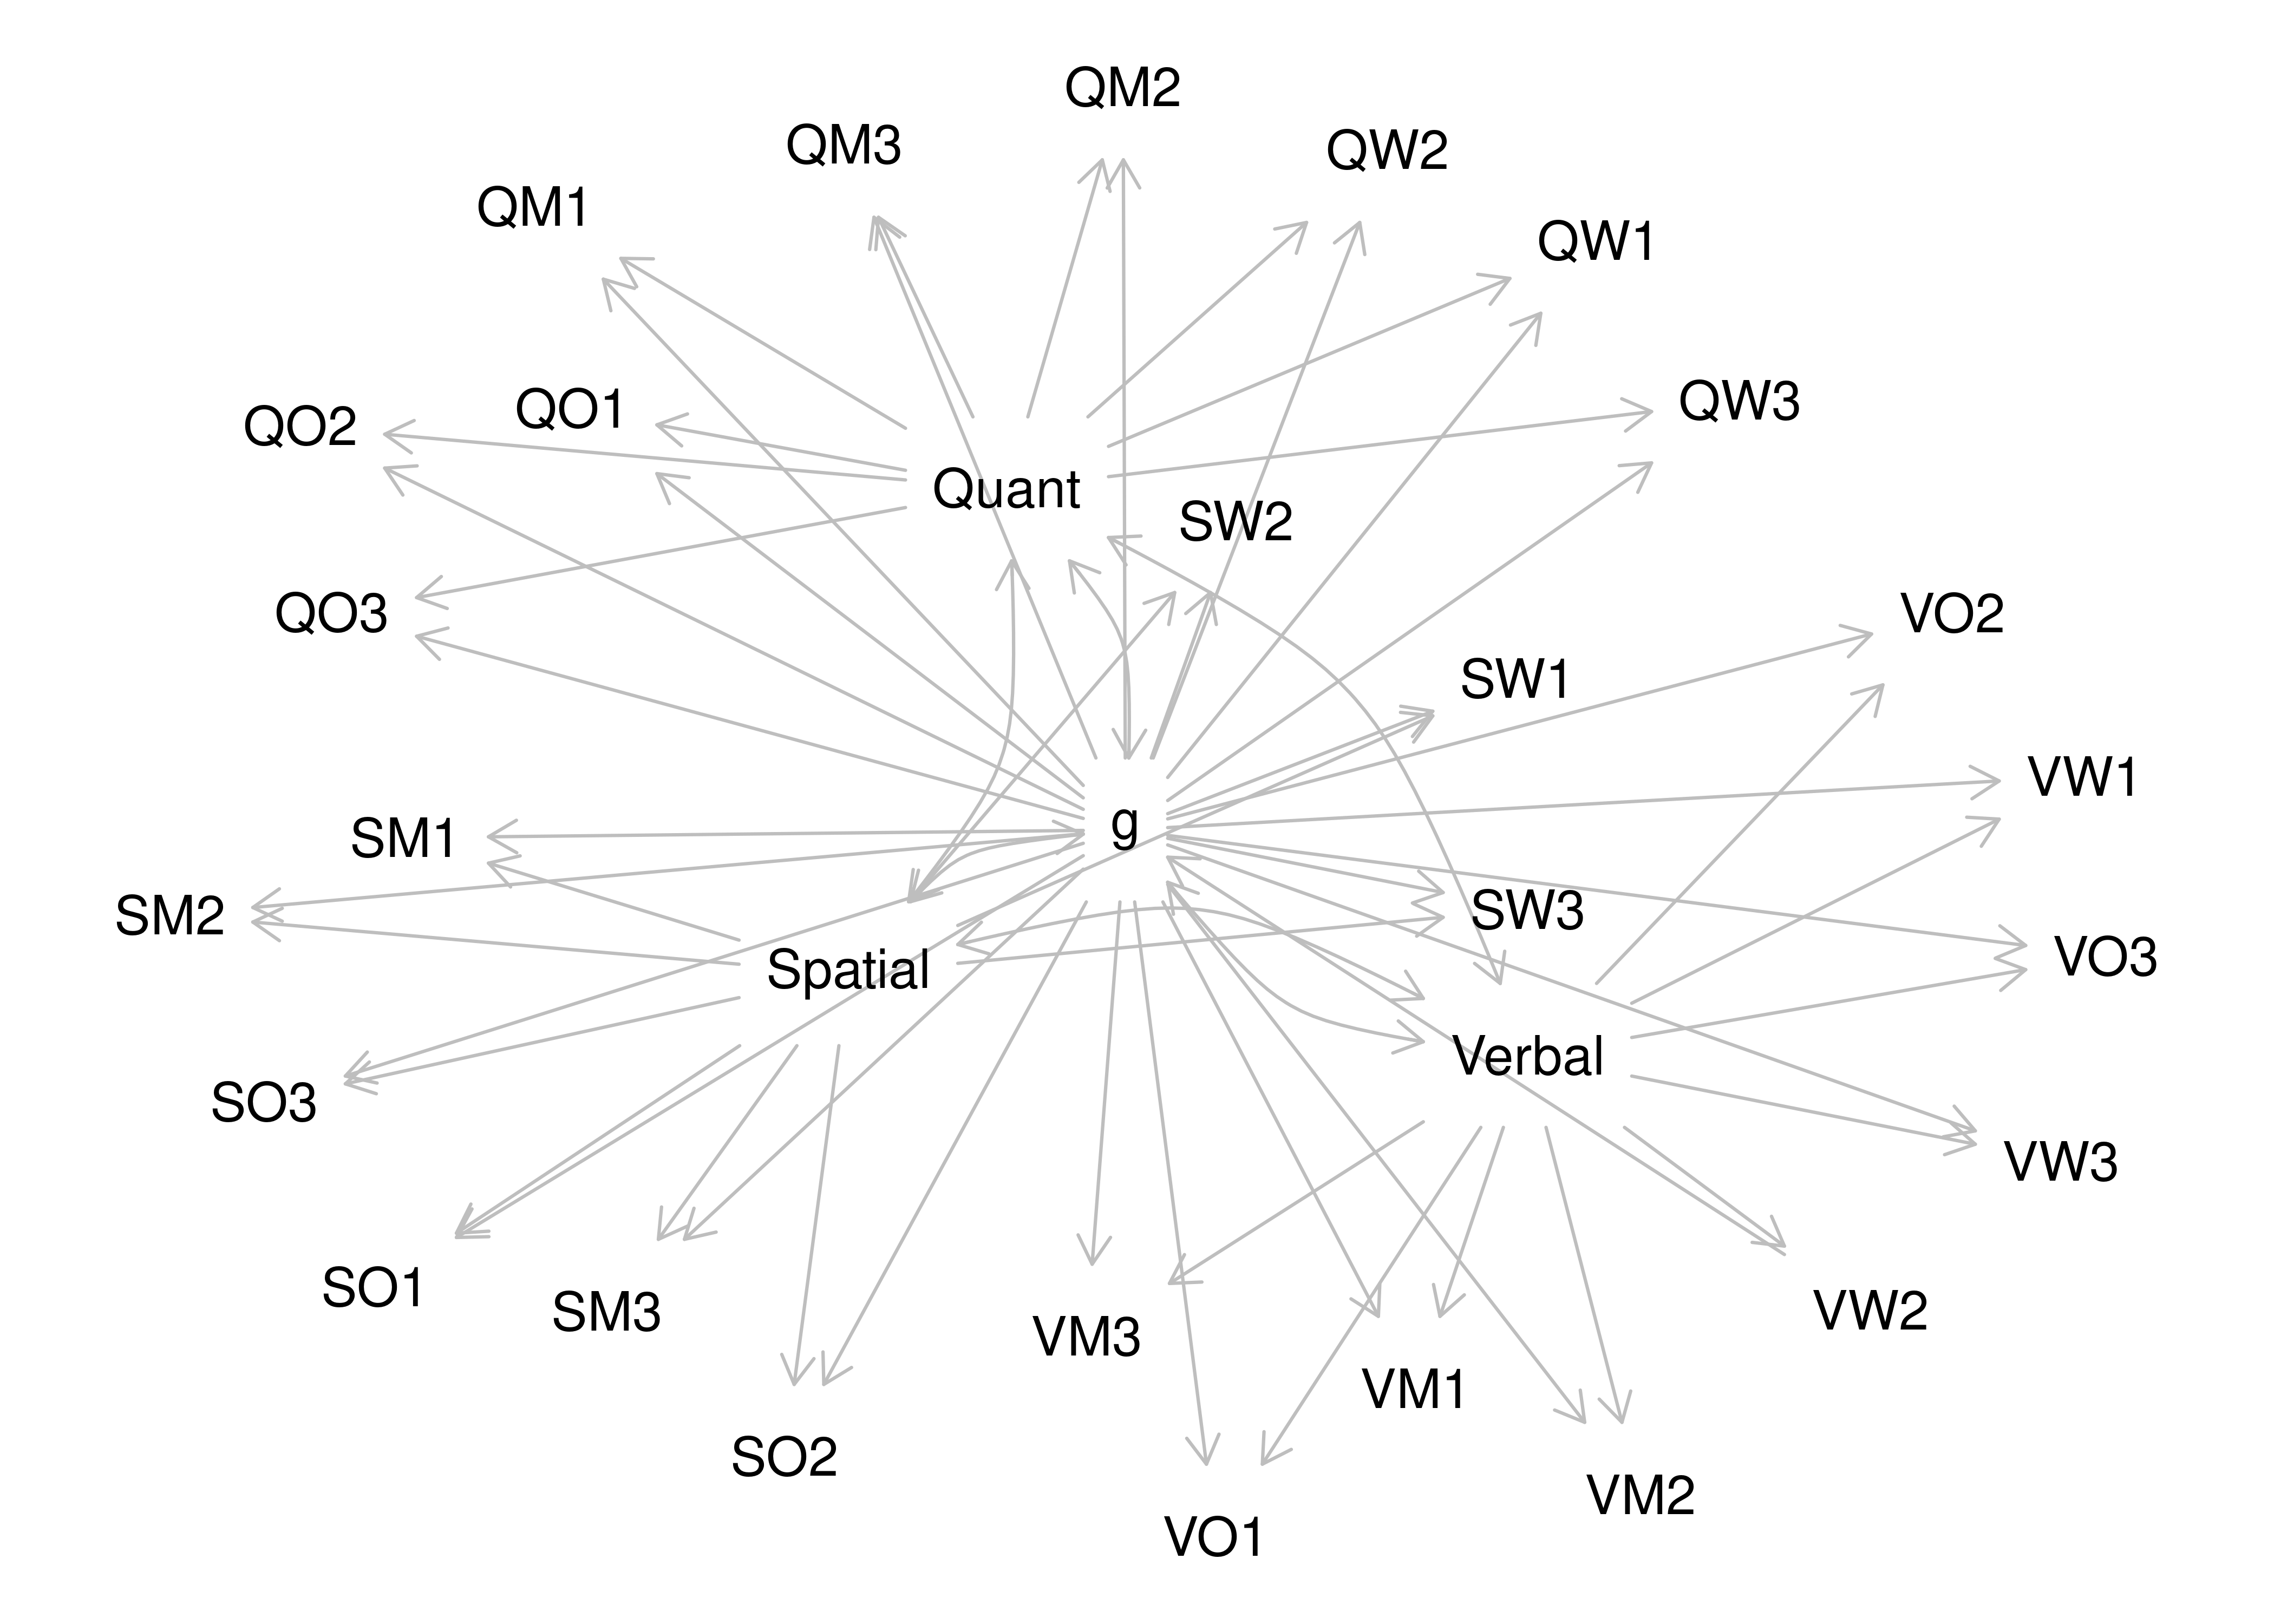 QM2
QM3
QW2
QM1
QW1
QW3
QO1
QO2
Quant
SW2
QO3
VO2
SW1
VW1
g
SM1
SM2
SW3
VO3
Spatial
Verbal
SO3
VW3
SO1
SM3
VW2
VM3
VM1
SO2
VM2
VO1